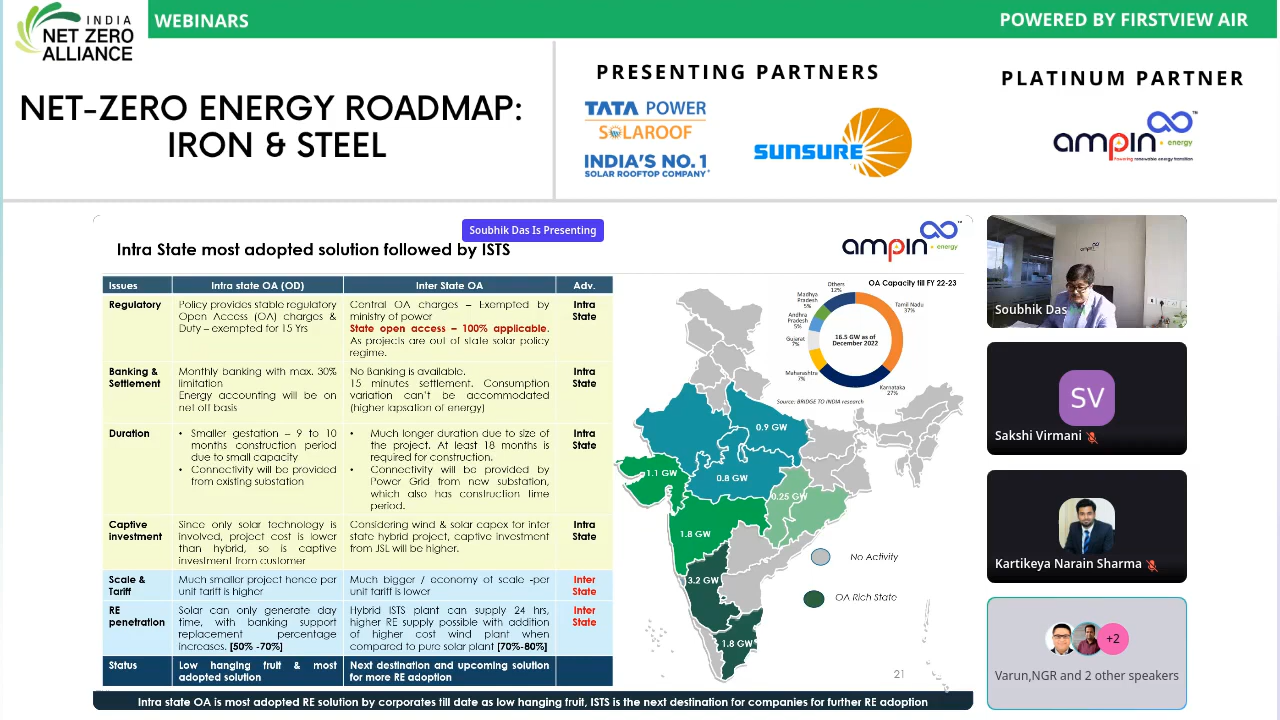 INDIA
NET ZERO
ALLIANCE
WEBINARS
POWERED BY FIRSTVIEW AIR
NET-ZERO ENERGY ROADMAP:
IRON & STEEL
PRESENTING PARTNERS
TATA POWER
SOLAROOF
INDIA'S NO.1
SOLAR ROOFTOP COMPANY*
SUNSURE
PLATINUM PARTNER
ampIn energy
Powering renewable energy transition
Soubhik Das Is Presenting
Intra State most adopted solution followed by ISTS
ampIn energy
Issues
Intra state OA (OD)
Inter State OA
Adv.
Regulatory
Policy provides stable regulatory
Open Access (OA) charges &
Duty – exempted for 15 Yrs
Central OA charges – Exempted by
ministry of power
State open access – 100% applicable.
As projects are out of state solar policy
regime.
Intra
State
Banking &
Settlement
Monthly banking with max. 30%
limitation
Energy accounting will be on
net off basis
No Banking is available.
15 minutes settlement. Consumption
variation can't be accommodated
(higher lapsation of energy)
Intra
State
Duration
• Smaller gestation – 9 to 10
months construction period
due to small capacity
• Connectivity will be provided
from existing substation
• Much longer duration due to size of
the project. At least 18 months is
required for construction.
• Connectivity will be provided by
Power Grid from new substation,
which also has construction time
period.
Intra
State
Captive
investment
Since only solar technology is
involved, project cost is lower
than hybrid, so is captive
investment from customer
Considering wind & solar capex for inter
state hybrid project, captive investment
from JSL will be higher.
Intra
State
Scale &
Tariff
Much smaller project hence per
unit tariff is higher
Much bigger / economy of scale -per
unit tariff is lower
Inter
State
RE
penetration
Solar can only generate day
time, with banking support
replacement percentage
increases. [50% -70%]
Hybrid ISTS plant can supply 24 hrs,
higher RE supply possible with addition
of higher cost wind plant when
compared to pure solar plant [70%-80%]
Inter
State
Status
Low hanging fruit & most
adopted solution
Next destination and upcoming solution
for more RE adoption
OA Capacity till FY 22-23
Others
12%
Madhya
Pradesh
5%
Andhra
Pradesh
5%
Gujarat
7%
Maharashtra
7%
Tamil Nadu
37%
Karnataka
27%
16.5 GW as of
December 2022
Source: BRIDGE TO INDIA research
0.9 GW
1.1 GW
0.8 GW
0.25 GW
1.8 GW
3.2 GW
1.8 GW
No Activity
OA Rich State
21
Intra state OA is most adopted RE solution by corporates till date as low hanging fruit, ISTS is the next destination for companies for further RE adoption
Soubhik Das
SV
Sakshi Virmani
Kartikeya Narain Sharma
+2
Varun,NGR and 2 other speakers